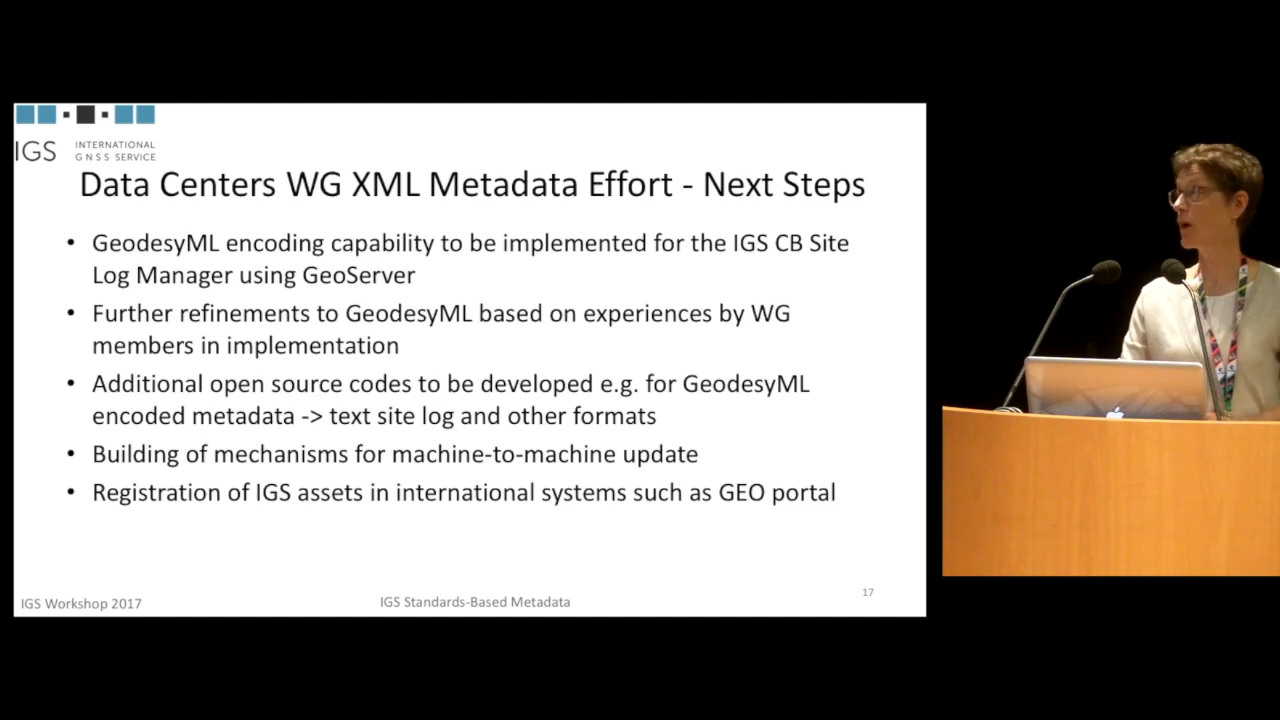 IGS INTERNATIONAL
GNSS SERVICE
Data Centers WG XML Metadata Effort - Next Steps
• GeodesyML encoding capability to be implemented for the IGS CB Site
Log Manager using GeoServer
• Further refinements to GeodesyML based on experiences by WG
members in implementation
• Additional open source codes to be developed e.g. for GeodesyML
encoded metadata -> text site log and other formats
• Building of mechanisms for machine-to-machine update
• Registration of IGS assets in international systems such as GEO portal
IGS Workshop 2017
IGS Standards-Based Metadata
17